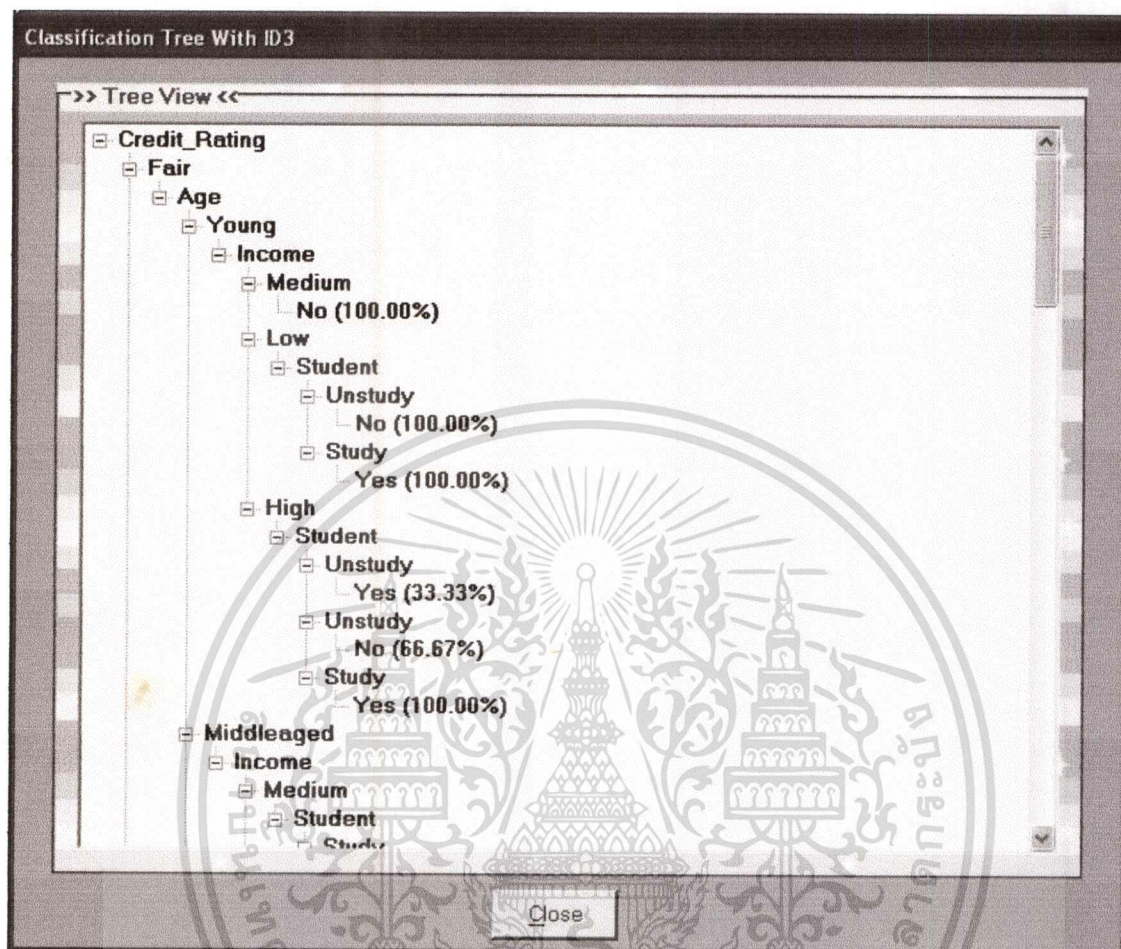 Classification Tree With ID3
>> Tree View <<
Credit_Rating
Fair
Age
Young
Income
Medium
No (100.00%)
Low
Student
Unstudy
No (100.00%)
Study
Yes (100.00%)
High
Student
Unstudy
Yes (33.33%)
Unstudy
No (66.67%)
Study
Yes (100.00%)
Middleaged
Income
Medium
Student
Study
Close